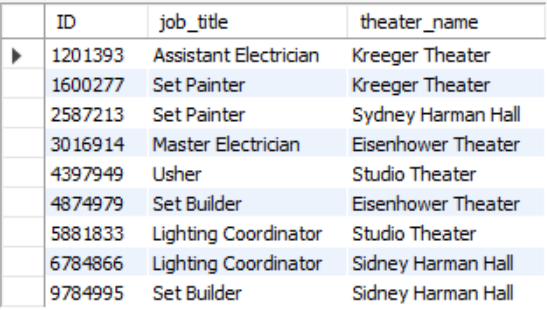 ID job_title theater_name
1201393 Assistant Electrician Kreeger Theater
1600277 Set Painter Kreeger Theater
2587213 Set Painter Sydney Harman Hall
3016914 Master Electrician Eisenhower Theater
4397949 Usher Studio Theater
4874979 Set Builder Eisenhower Theater
5881833 Lighting Coordinator Studio Theater
6784866 Lighting Coordinator Sidney Harman Hall
9784995 Set Builder Sidney Harman Hall